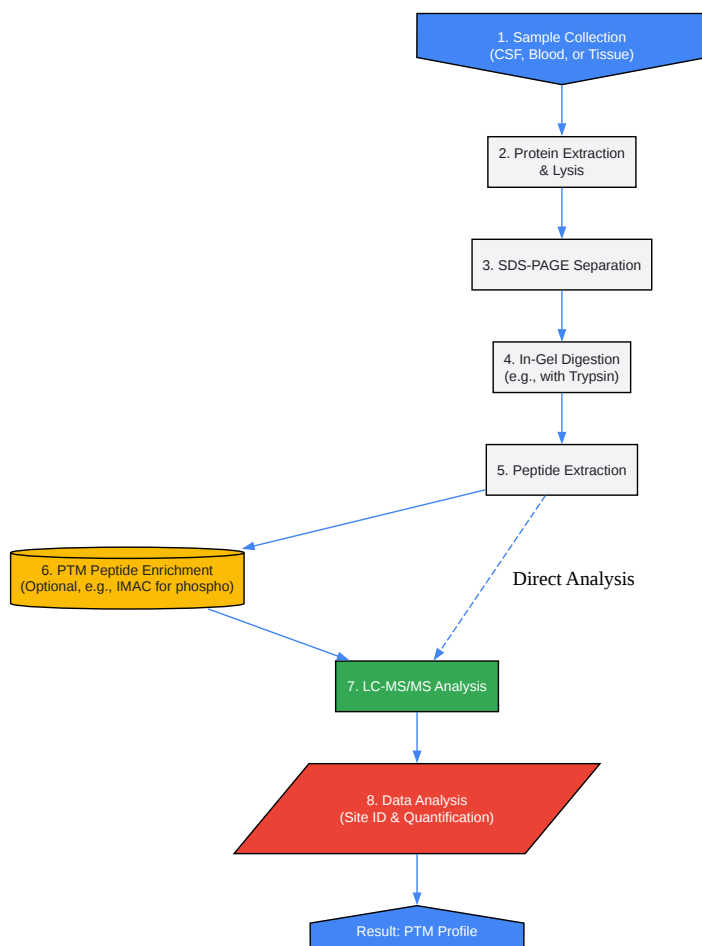 1. Sample Collection
(CSF, Blood, or Tissue)
2. Protein Extraction
& Lysis
3. SDS-PAGE Separation
4. In-Gel Digestion
(e.g., with Trypsin)
5. Peptide Extraction
6. PTM Peptide Enrichment
(Optional, e.g., IMAC for phospho)
Direct Analysis
7. LC-MS/MS Analysis
8. Data Analysis
(Site ID & Quantification)
Result: PTM Profile